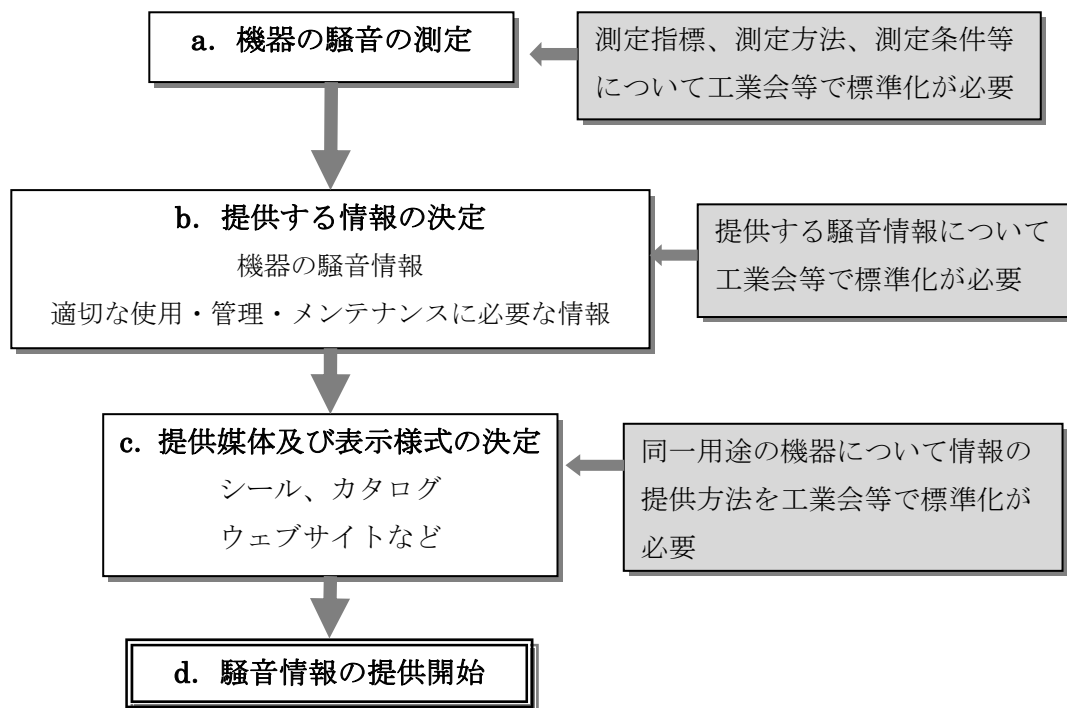 a. 機器の騒音の測定
測定指標、測定方法、測定条件等
について工業会等で標準化が必要
b. 提供する情報の決定
機器の騒音情報
適切な使用・管理・メンテナンスに必要な情報
提供する騒音情報について
工業会等で標準化が必要
c. 提供媒体及び表示様式の決定
シール、カタログ
ウェブサイトなど
同一用途の機器について情報の
提供方法を工業会等で標準化が
必要
d. 騒音情報の提供開始